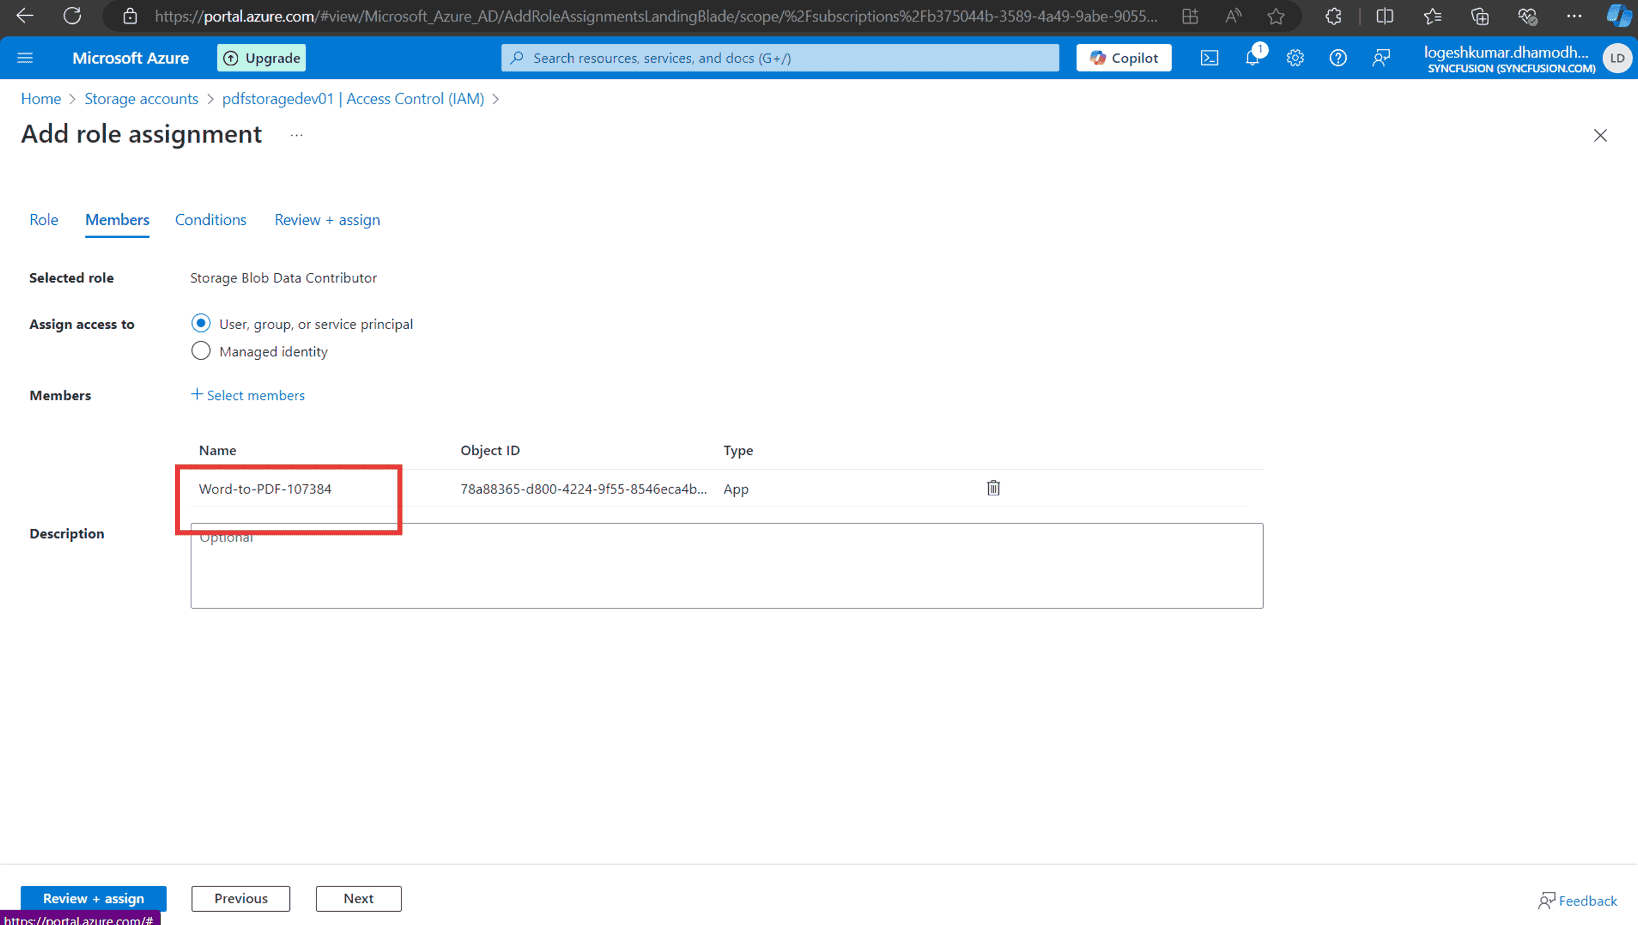 https://portal.azure.com/#view/Microsoft_Azure_AD/AddRoleAssignmentsLandingBlade/scope/%2Fsubscriptions%2Fb375044b-3589-4a49-9abe-9055...
Microsoft Azure
Upgrade
Search resources, services, and docs (G+/)
Copilot
1
logeshkumar.dhamodh...
SYNCFUSION (SYNCFUSION.COM)
LD
Home > Storage accounts > pdfstoragedev01 | Access Control (IAM) >
Add role assignment ...
Role Members Conditions Review + assign
Selected role Storage Blob Data Contributor
Assign access to User, group, or service principal
Managed identity
Members + Select members
Name Object ID Type
Word-to-PDF-107384 78a88365-d800-4224-9f55-8546eca4b... App
Description
Optional
Review + assign Previous Next
Feedback
https://portal.azure.com/#